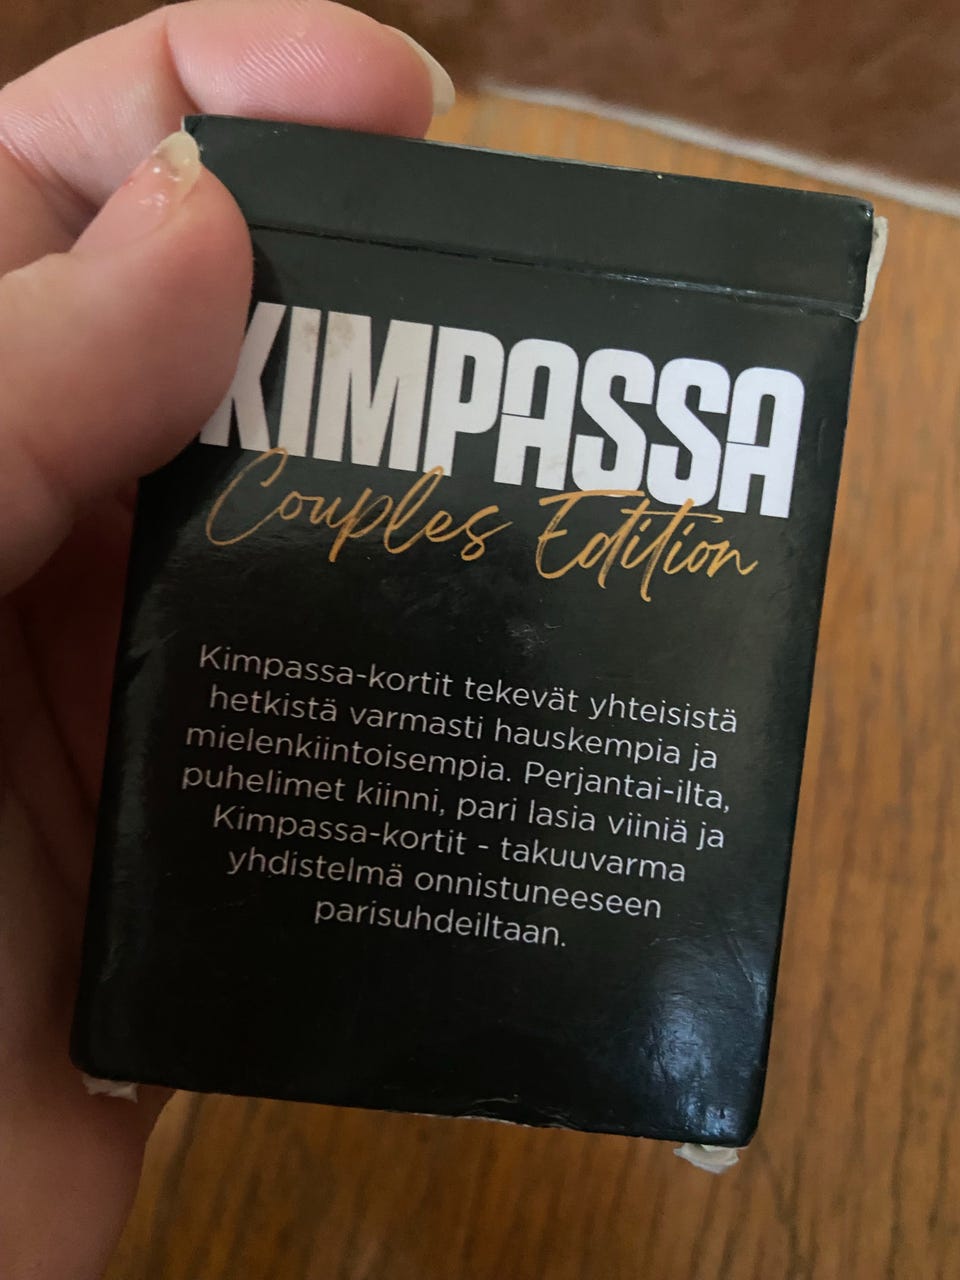 KIMPASSA
Couples Edition
Kimpassa-kortit tekevät yhteisistä
hetkistä varmasti hauskempia ja
mielenkiintoisempia. Perjantai-ilta,
puhelimet kiinni, pari lasia viiniä ja
Kimpassa-kortit - takuuvarma
yhdistelmä onnistuneeseen
parisuhdeiltaan.